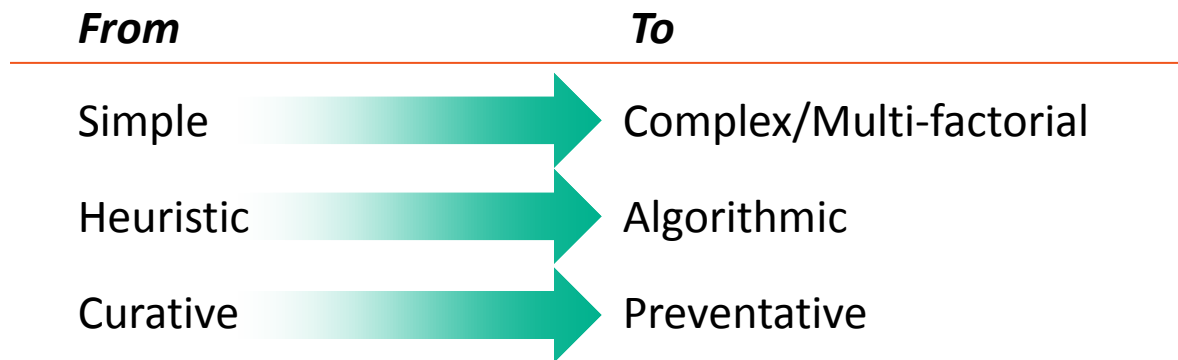 From To
Simple Complex/Multi-factorial
Heuristic Algorithmic
Curative Preventative